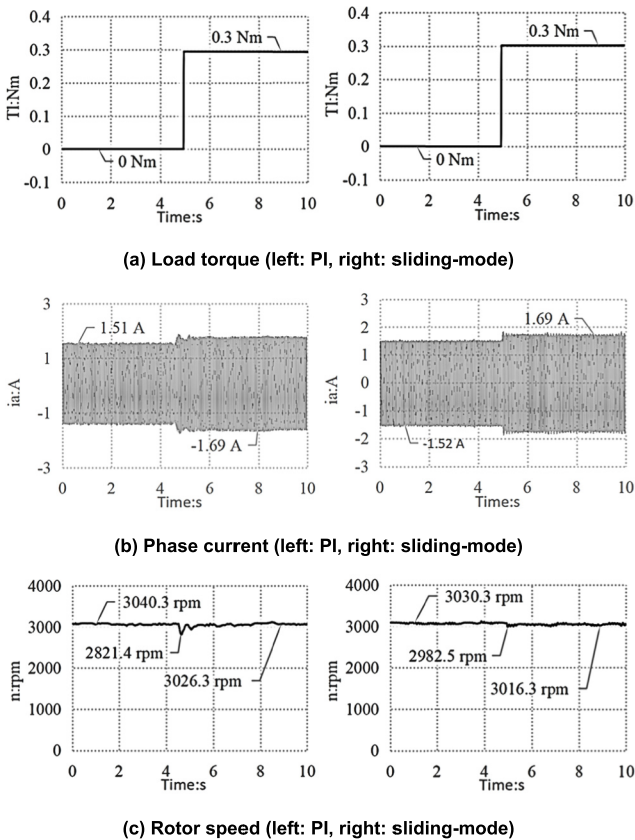 0.4
0.3
0.2
0.1
0
-0.1
Tl:Nm
0.3 Nm
0 Nm
0 2 4 6 8 10
Time:s
0.4
0.3
0.2
0.1
0
-0.1
Tl:Nm
0.3 Nm
0 Nm
0 2 4 6 8 10
Time:s
(a) Load torque (left: PI, right: sliding-mode)
3
1
-1
-3
ia:A
1.51 A
-1.69 A
0 2 4 6 8 10
Time:s
3
2
1
0
-1
-2
-3
ia:A
1.69 A
-1.52 A
0 2 4 6 8 10
Time:s
(b) Phase current (left: PI, right: sliding-mode)
4000
3000
2000
1000
0
n:rpm
3040.3 rpm
2821.4 rpm
3026.3 rpm
0 2 4 6 8 10
Time:s
4000
3000
2000
1000
0
n:rpm
3030.3 rpm
2982.5 rpm
3016.3 rpm
0 2 4 6 8 10
Time:s
(c) Rotor speed (left: PI, right: sliding-mode)